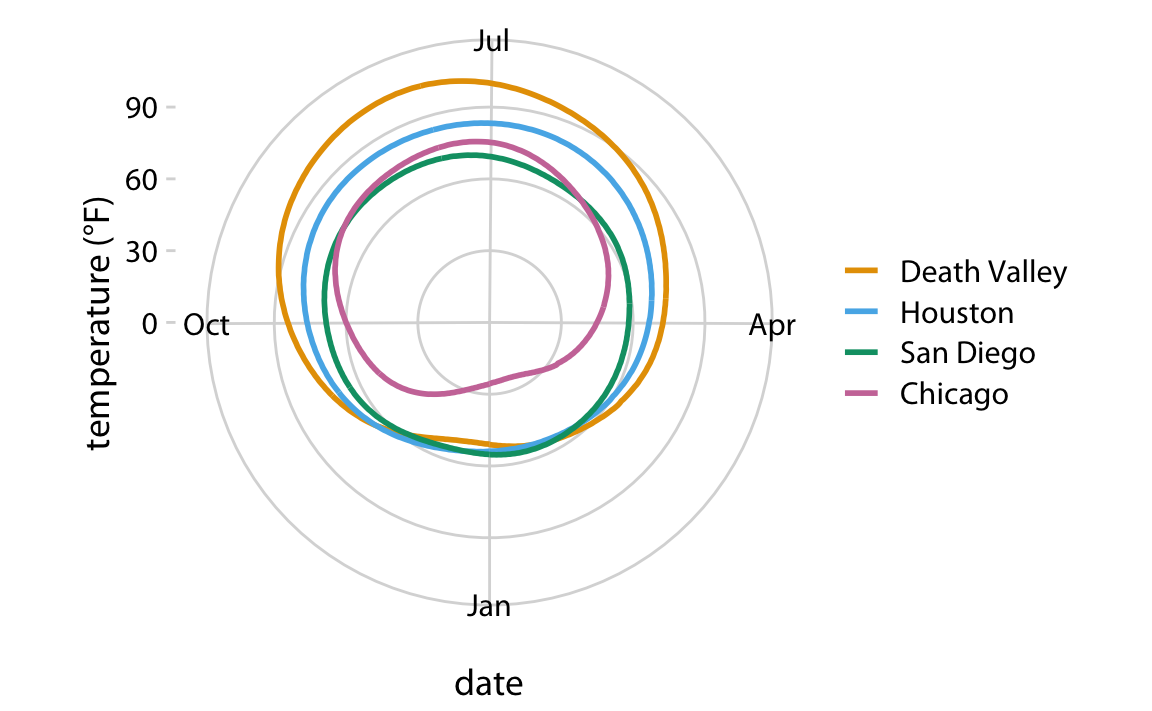 Jul
90
60
30
0
Oct
Apr
Jan
temperature (°F)
date
Death Valley
Houston
San Diego
Chicago